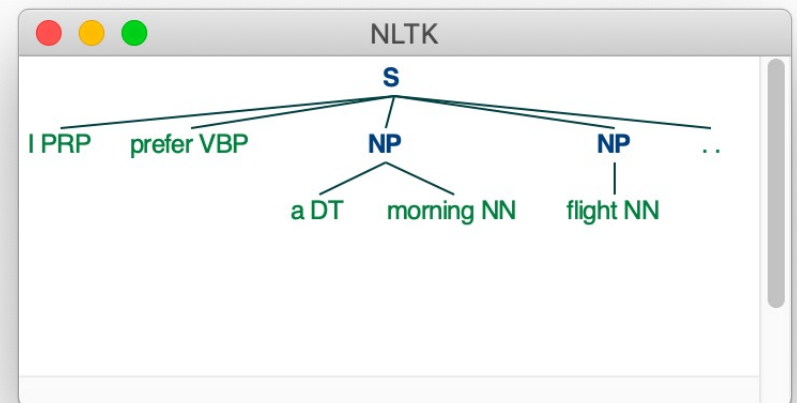 NLTK
S
I PRP prefer VBP NP NP . .
a DT morning NN flight NN